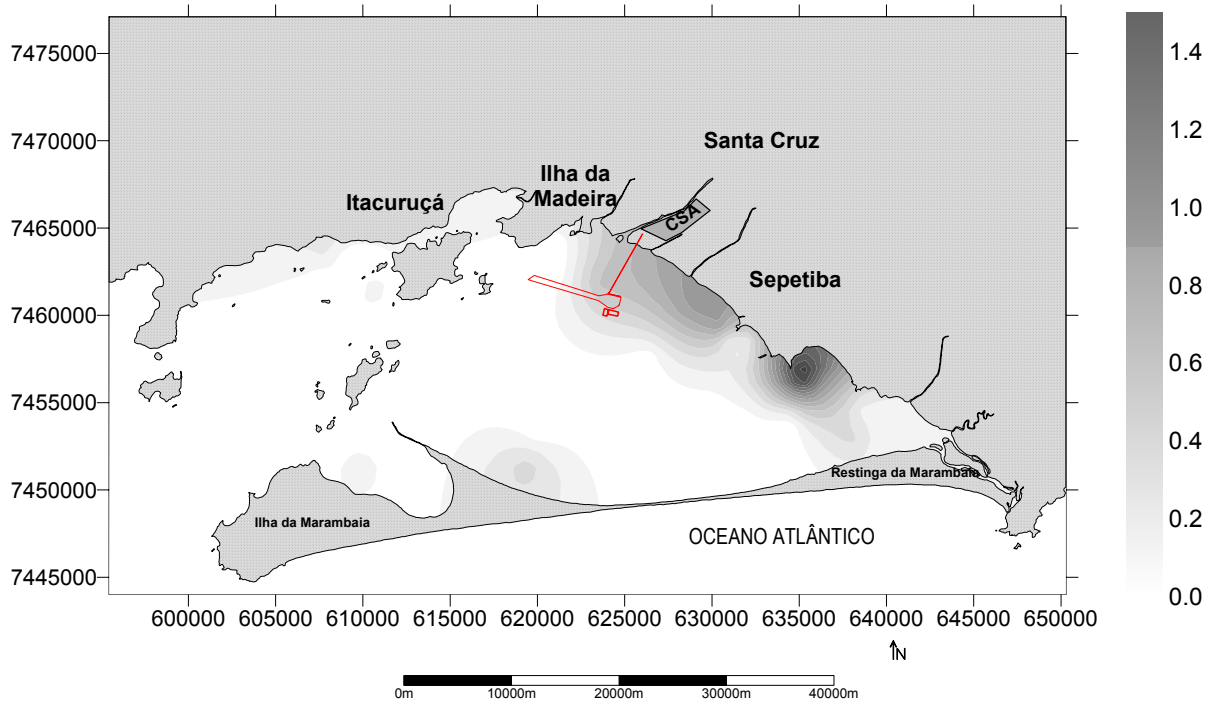 7475000
1.4
1.2
7470000
Santa Cruz
Ilha da
Madeira
Itacuruçá
CSA
7465000
1.0
Sepetiba
0.8
7460000
0.6
7455000
0.4
Restinga da Marambaia
7450000
0.2
Ilha da Marambaia
OCEANO ATLÂNTICO
7445000
0.0
600000 605000 610000 615000 620000 625000 630000 635000 640000 645000 650000
N
0m 10000m 20000m 30000m 40000m